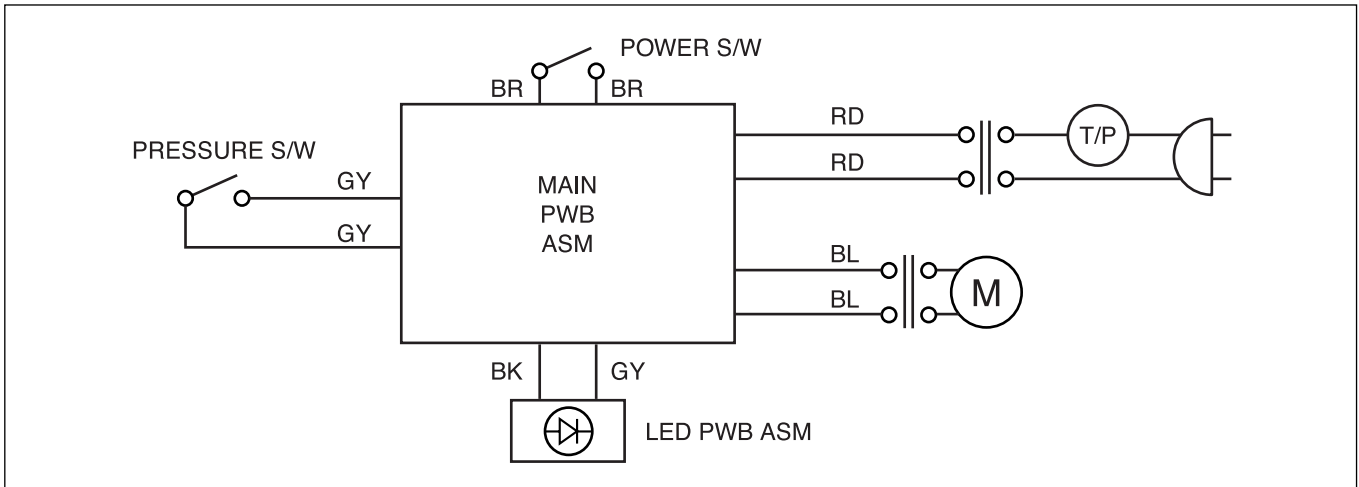 POWER S/W
BR BR
PRESSURE S/W
GY
GY
MAIN
PWB
ASM
RD
RD
T/P
BL
BL
M
BK GY
LED PWB ASM